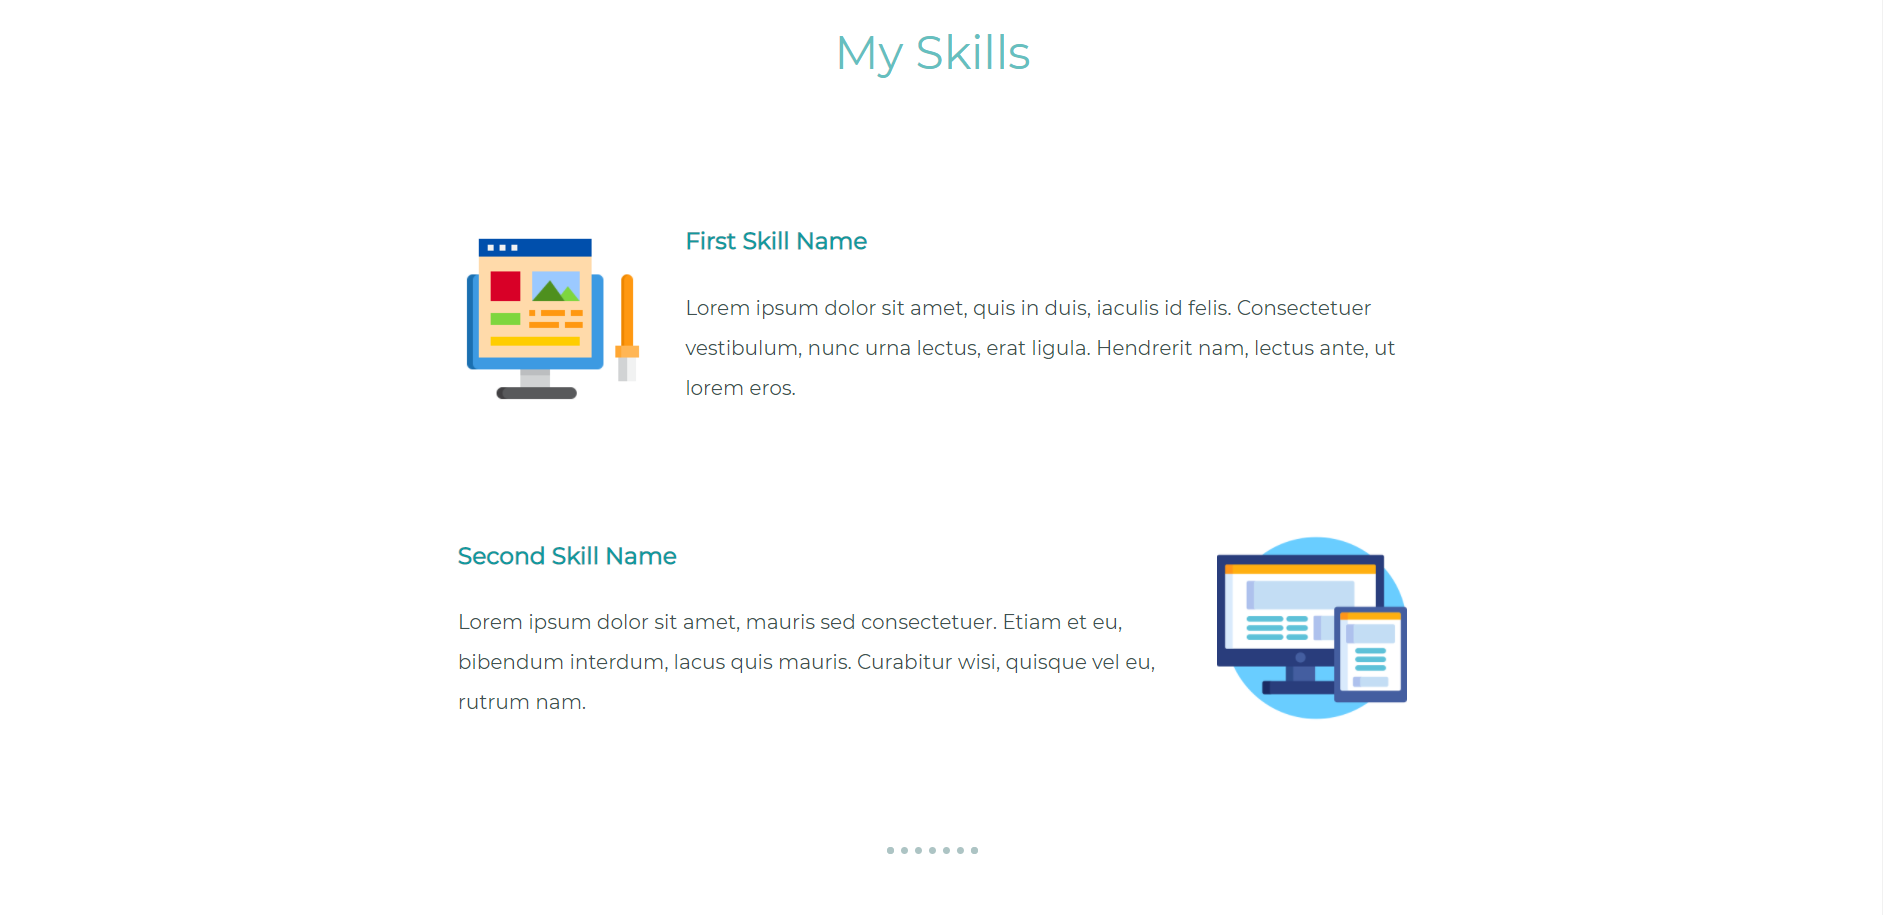 My Skills
First Skill Name
Lorem ipsum dolor sit amet, quis in duis, iaculis id felis. Consectetuer
vestibulum, nunc urna lectus, erat ligula. Hendrerit nam, lectus ante, ut
lorem eros.
Second Skill Name
Lorem ipsum dolor sit amet, mauris sed consectetuer. Etiam et eu,
bibendum interdum, lacus quis mauris. Curabitur wisi, quisque vel eu,
rutrum nam.